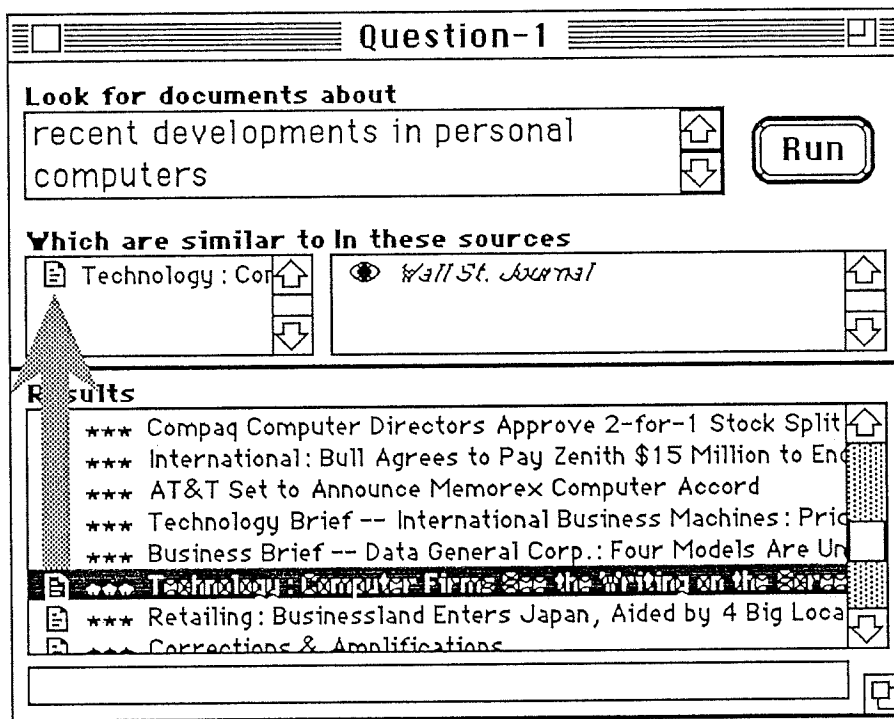 Question-1
Look for documents about
recent developments in personal
computers
Run
Which are similar to In these sources
Technology : Cor
Wall St. Journal
Results
*** Compaq Computer Directors Approve 2-for-1 Stock Split
*** International: Bull Agrees to Pay Zenith $15 Million to End
*** AT&T Set to Announce Memorex Computer Accord
*** Technology Brief -- International Business Machines: Pric
*** Business Brief -- Data General Corp.: Four Models Are Un
*** Technology: Computer Firms See the Writing on the Scree
*** Retailing: Businessland Enters Japan, Aided by 4 Big Loca
*** Corrections & Amplifications